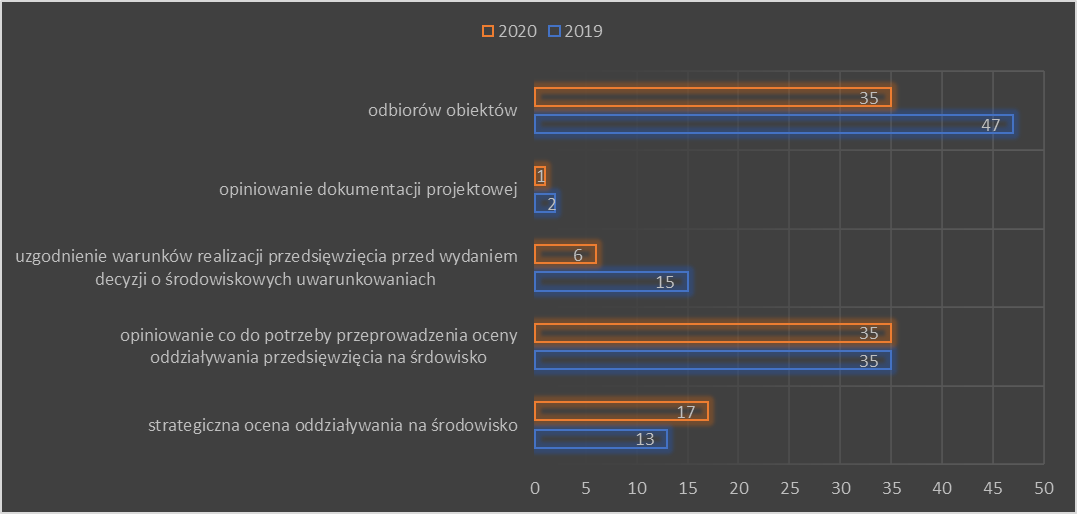 2020 2019
odbiorów obiektów
35
47
opiniowanie dokumentacji projektowej
1
2
uzgodnienie warunków realizacji przedsięwzięcia przed wydaniem
decyzji o środowiskowych uwarunkowaniach
6
15
opiniowanie co do potrzeby przeprowadzenia oceny
oddziaływania przedsięwzięcia na śrdowisko
35
35
strategiczna ocena oddziaływania na środowisko
17
13
0 5 10 15 20 25 30 35 40 45 50